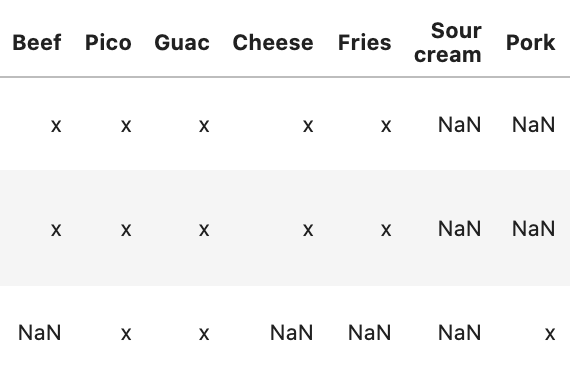 Beef Pico Guac Cheese Fries Sour cream Pork
x x x x x NaN NaN
x x x x x NaN NaN
NaN x x NaN NaN NaN x